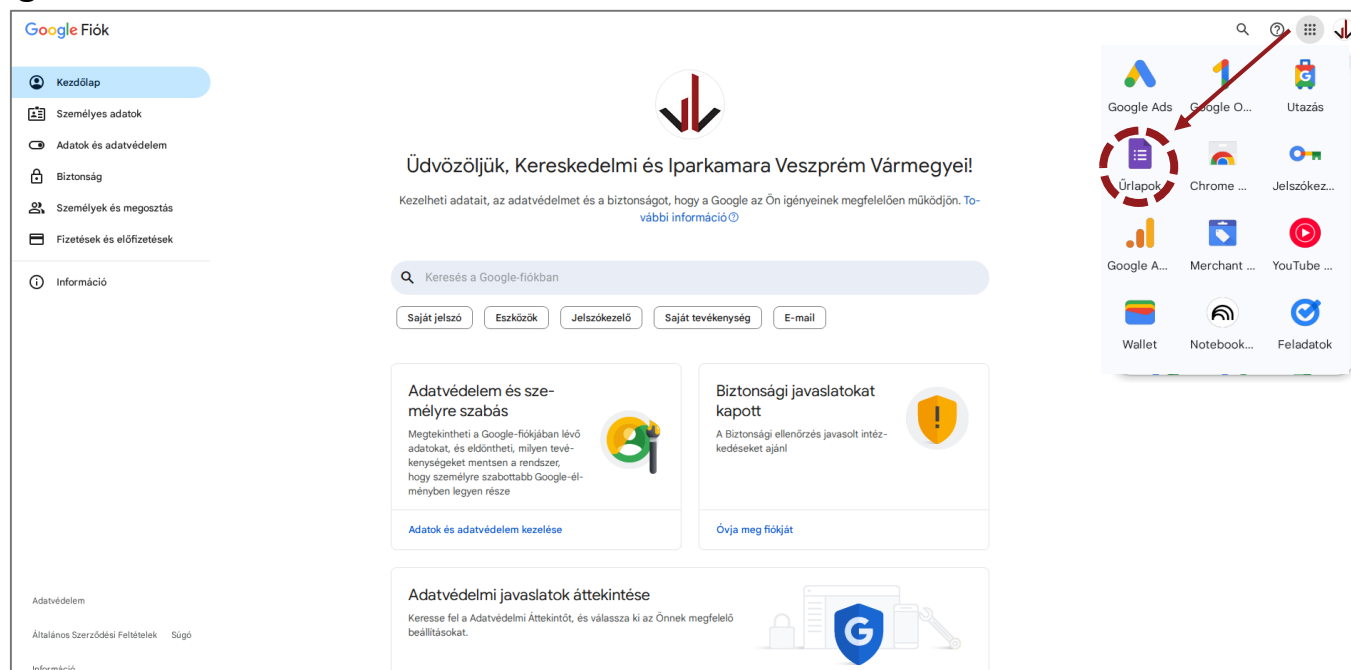 Google Fiók
Kezdőlap
Személyes adatok
Adatok és adatvédelem
Biztonság
Személyek és megosztás
Fizetések és előfizetések
Információ
Adatvédelem
Általános Szerződési Feltételek Súgó
Információ
Üdvözöljük, Kereskedelmi és Iparkamara Veszprém Vármegyei!
Kezelheti adatait, az adatvédelmet és a biztonságot, hogy a Google az Ön igényeinek megfelelően működjön. To-
vábbi információ
Keresés a Google-fiókban
Saját jelszó Eszközök Jelszókezelő Saját tevékenység E-mail
Adatvédelem és sze-
mélyre szabás
Megtekintheti a Google-fiókjában lévő
adatokat, és eldöntheti, milyen tevé-
kenységeket mentsen a rendszer,
hogy személyre szabottabb Google-él-
ményben legyen része
Adatok és adatvédelem kezelése
Biztonsági javaslatokat
kapott
A Biztonsági ellenőrzés javasolt intéz-
kedéseket ajánl
Óvja meg fiókját
Adatvédelmi javaslatok áttekintése
Keresse fel a Adatvédelmi Áttekintőt, és válassza ki az Önnek megfelelő
beállításokat.
G
Google Ads Google O... Utazás
Űrlapok Chrome ... Jelszókez...
Google A... Merchant ... YouTube ...
Wallet Notebook... Feladatok